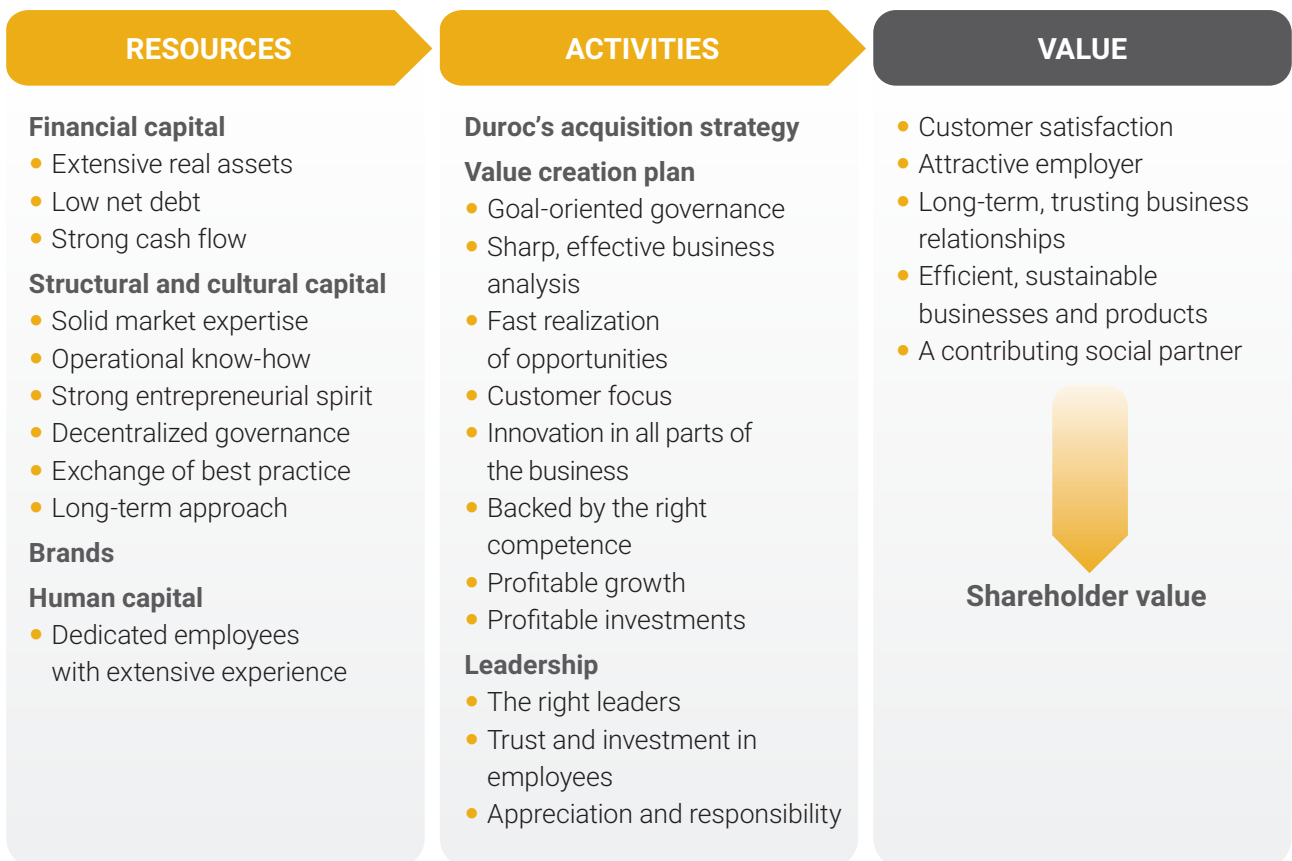 RESOURCES
Financial capital
• Extensive real assets
• Low net debt
• Strong cash flow
Structural and cultural capital
• Solid market expertise
• Operational know-how
• Strong entrepreneurial spirit
• Decentralized governance
• Exchange of best practice
• Long-term approach
Brands
Human capital
• Dedicated employees
with extensive experience
ACTIVITIES
Duroc’s acquisition strategy
Value creation plan
• Goal-oriented governance
• Sharp, effective business
analysis
• Fast realization
of opportunities
• Customer focus
• Innovation in all parts of
the business
• Backed by the right
competence
• Profitable growth
• Profitable investments
Leadership
• The right leaders
• Trust and investment in
employees
• Appreciation and responsibility
VALUE
• Customer satisfaction
• Attractive employer
• Long-term, trusting business
relationships
• Efficient, sustainable
businesses and products
• A contributing social partner
Shareholder value